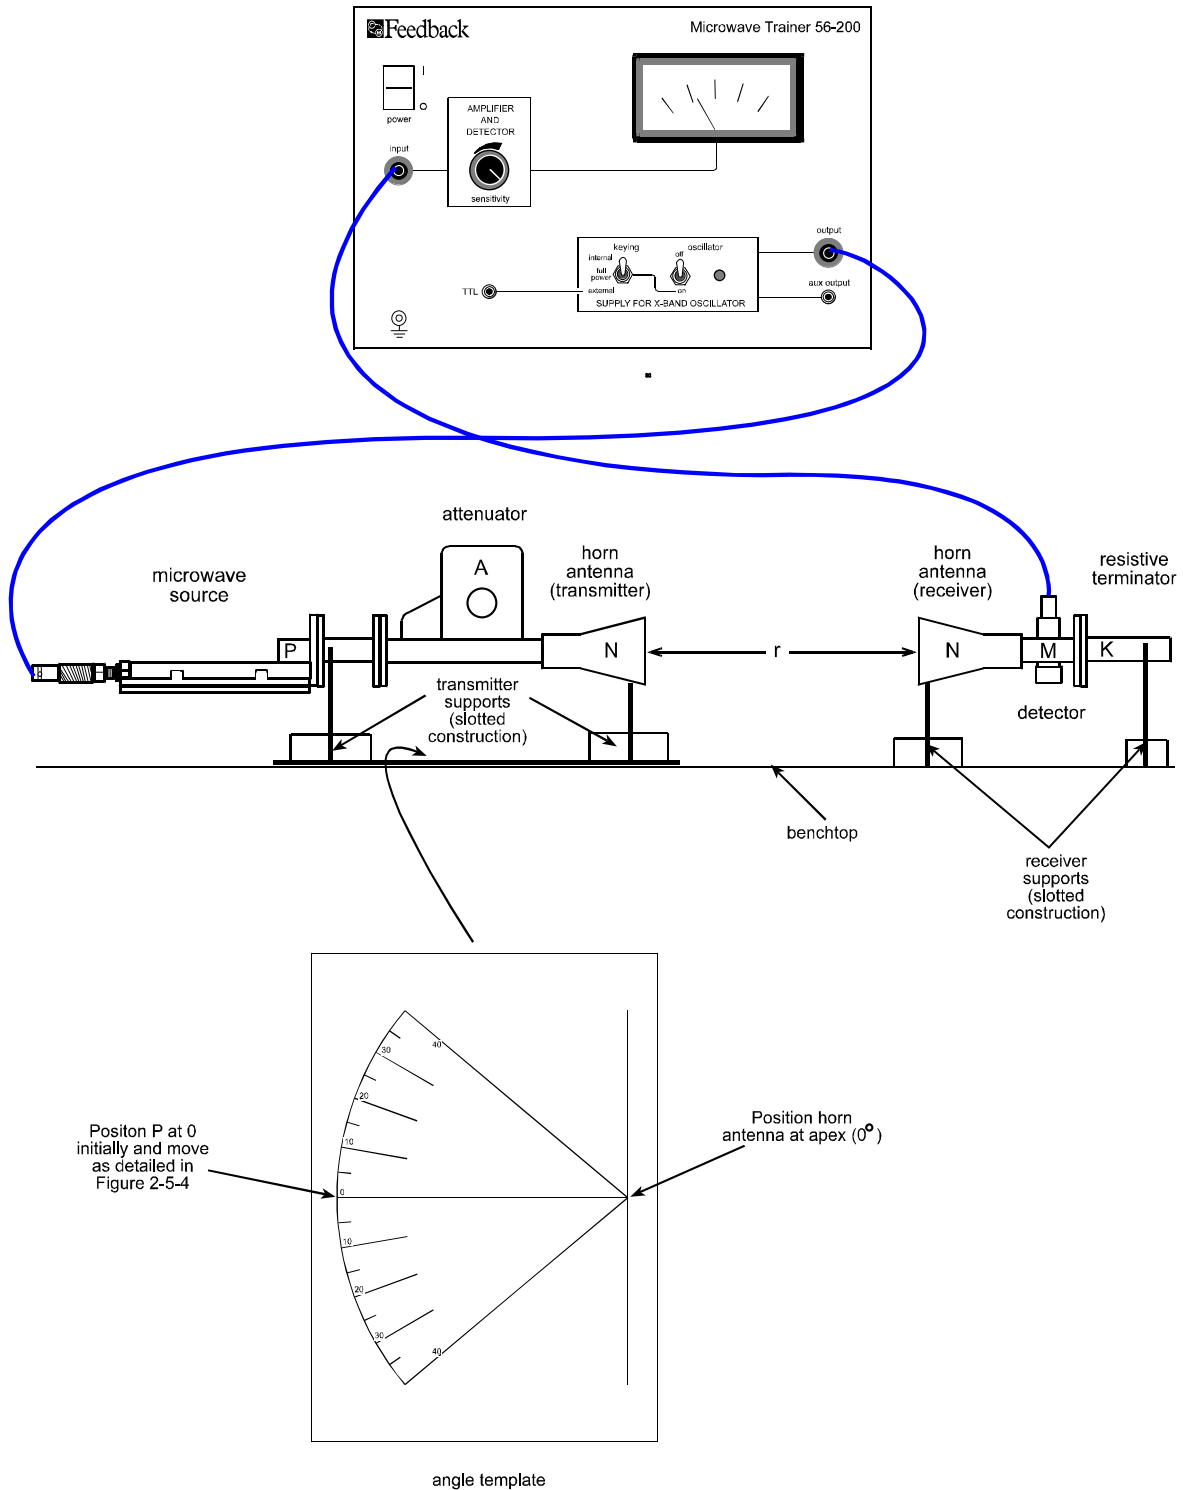 Feedback
Microwave Trainer 56-200
I
O
power
AMPLIFIER
AND
DETECTOR
sensitivity
input
output
keying
oscillator
internal
off
full
power
external
on
TTL
aux output
SUPPLY FOR X-BAND OSCILLATOR
attenuator
A
microwave
source
horn
antenna
(transmitter)
horn
antenna
(receiver)
resistive
terminator
P
N
r
N
M
K
transmitter
supports
(slotted
construction)
detector
benchtop
receiver
supports
(slotted
construction)
40
30
20
10
0
10
20
30
40
Positon P at 0
initially and move
as detailed in
Figure 2-5-4
Position horn
antenna at apex (0°)
angle template